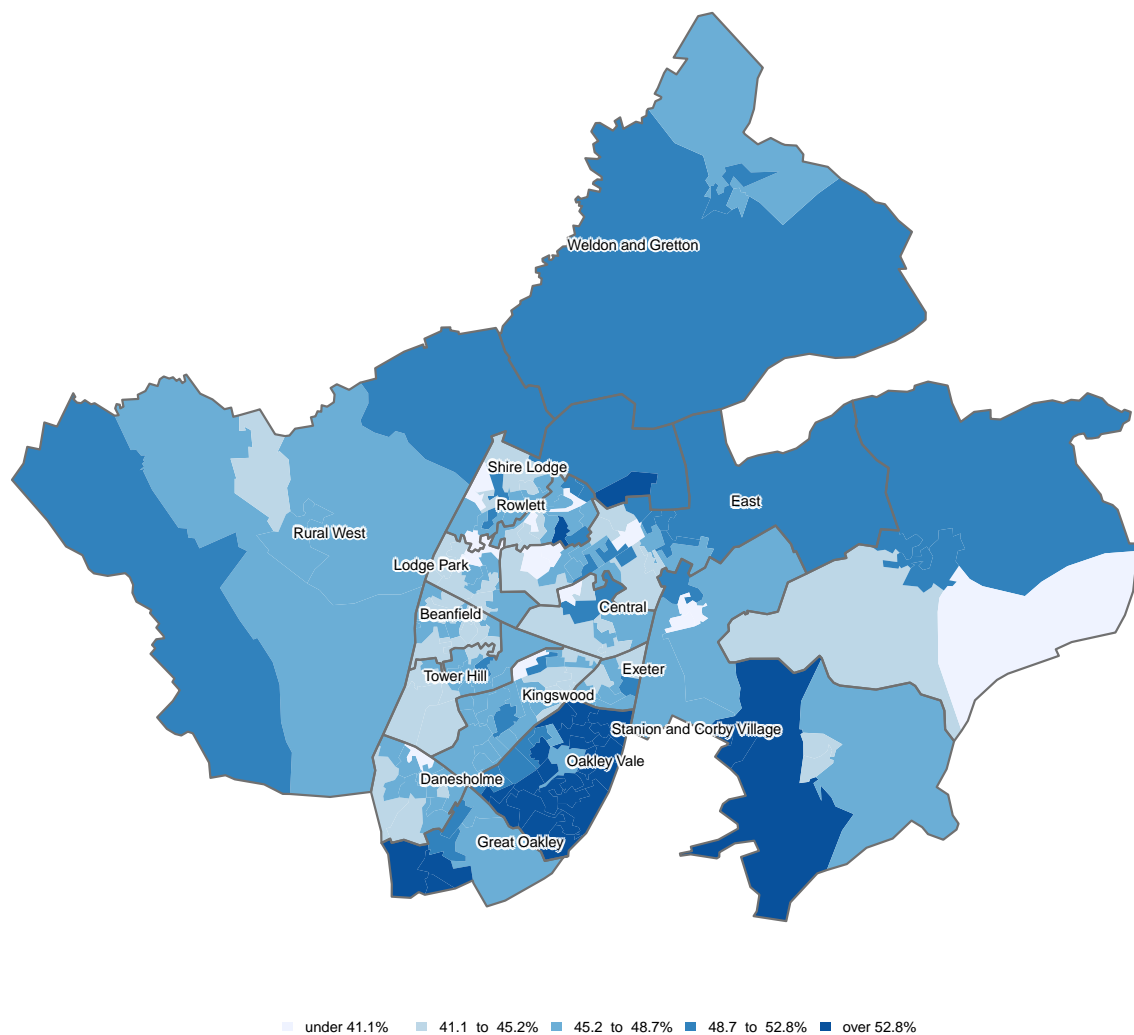 Weldon and Gretton
Shire Lodge
Rowlett
East
Rural West
Lodge Park
Beanfield
Central
Tower Hill
Exeter
Kingswood
Stanion and Corby Village
Oakley Vale
Danesholme
Great Oakley
under 41.1%
41.1 to 45.2%
45.2 to 48.7%
48.7 to 52.8%
over 52.8%